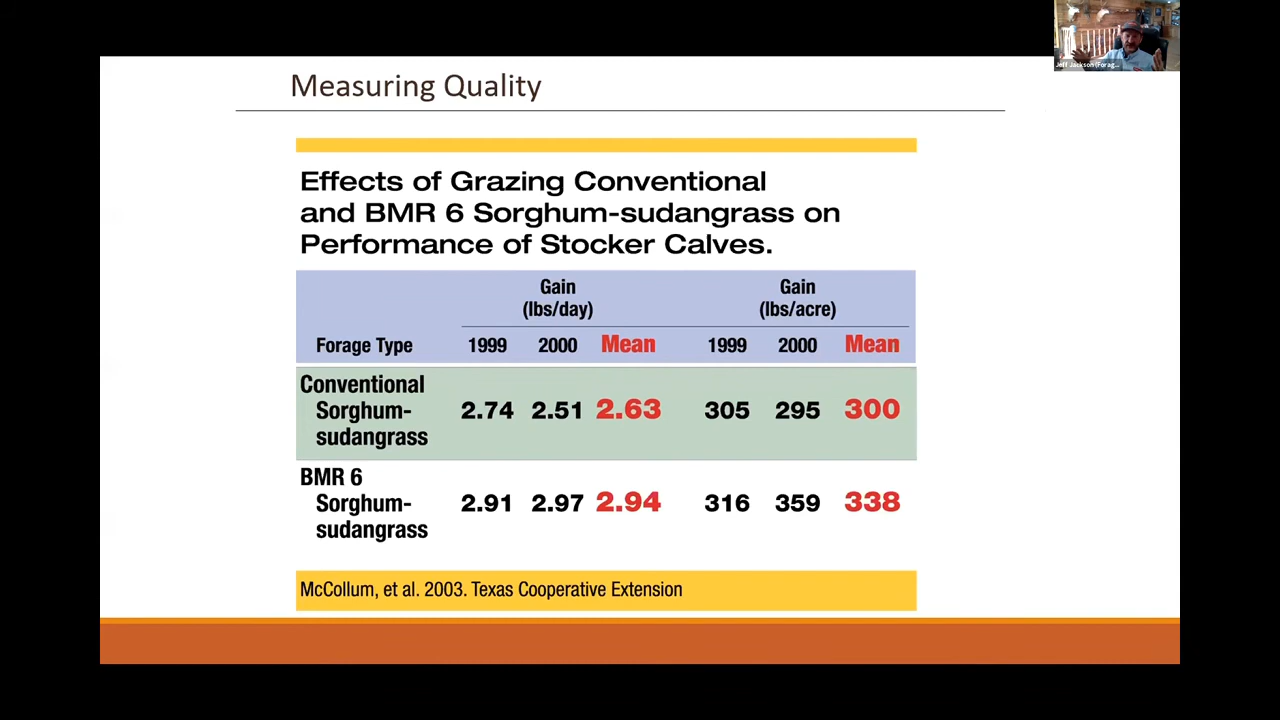 Jeff Jackson (Forag...
Measuring Quality
Effects of Grazing Conventional
and BMR 6 Sorghum-sudangrass on
Performance of Stocker Calves.
Gain Gain
(lbs/day) (lbs/acre)
Forage Type 1999 2000 Mean 1999 2000 Mean
Conventional
Sorghum- 2.74 2.51 2.63 305 295 300
sudangrass
BMR 6
Sorghum- 2.91 2.97 2.94 316 359 338
sudangrass
McCollum, et al. 2003. Texas Cooperative Extension